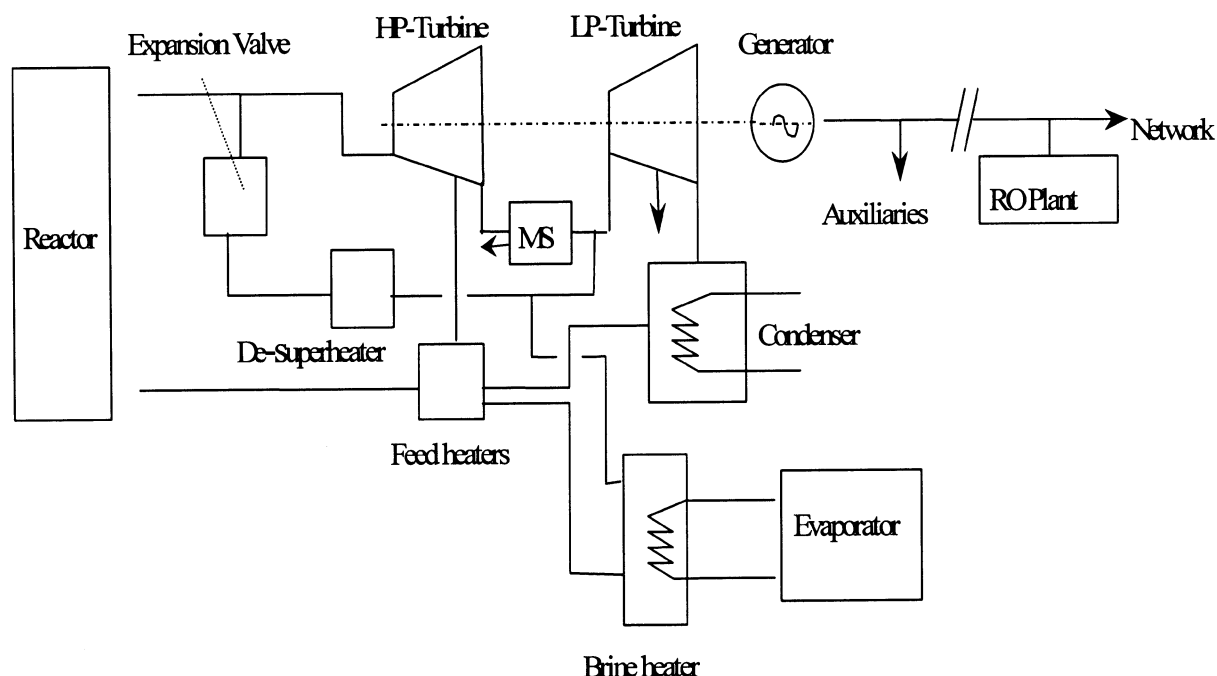 HP-Turbine
LP-Turbine
Generator
Expansion Valve
Network
Auxiliaries
RO Plant
Reactor
MS
De-superheater
Condenser
Feed heaters
Evaporator
Brine heater